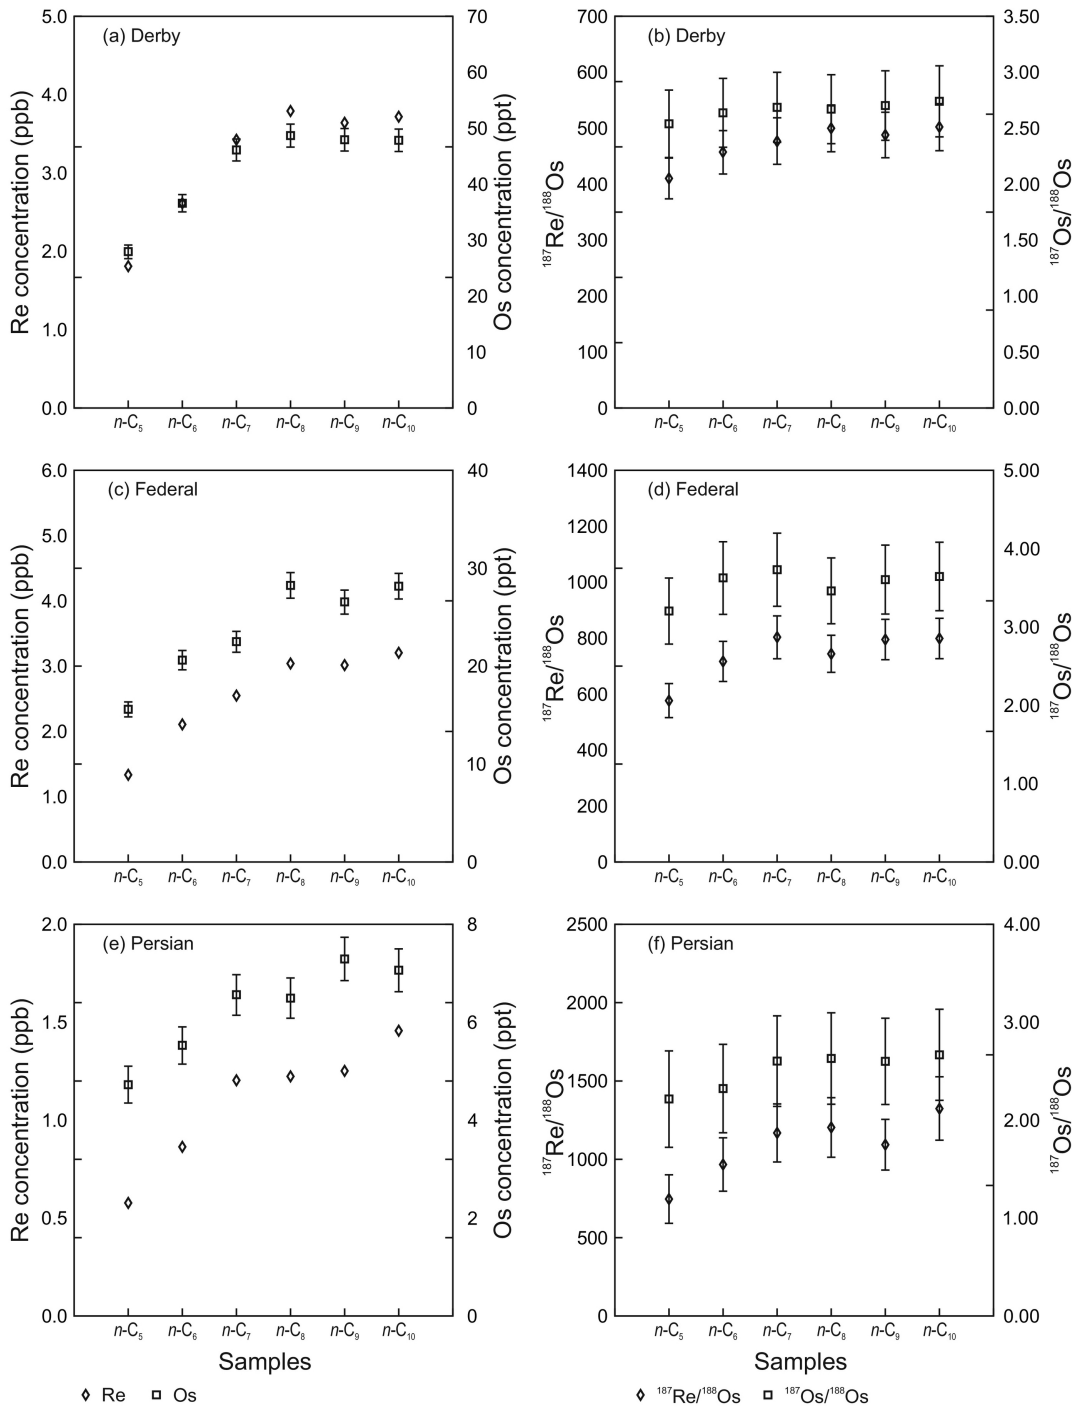 (a) Derby
Re concentration (ppb)
5.0
4.0
3.0
2.0
1.0
0.0
Os concentration (ppt)
70
60
50
40
30
20
10
0
n-C₅ n-C₆ n-C₇ n-C₈ n-C₉ n-C₁₀
(b) Derby
¹⁸⁷Re/¹⁸⁸Os
700
600
500
400
300
200
100
0
¹⁸⁷Os/¹⁸⁸Os
3.50
3.00
2.50
2.00
1.50
1.00
0.50
0.00
n-C₅ n-C₆ n-C₇ n-C₈ n-C₉ n-C₁₀
(c) Federal
Re concentration (ppb)
6.0
5.0
4.0
3.0
2.0
1.0
0.0
Os concentration (ppt)
40
30
20
10
0
n-C₅ n-C₆ n-C₇ n-C₈ n-C₉ n-C₁₀
(d) Federal
¹⁸⁷Re/¹⁸⁸Os
1400
1200
1000
800
600
400
200
0
¹⁸⁷Os/¹⁸⁸Os
5.00
4.00
3.00
2.00
1.00
0.00
n-C₅ n-C₆ n-C₇ n-C₈ n-C₉ n-C₁₀
(e) Persian
Re concentration (ppb)
2.0
1.5
1.0
0.5
0.0
Os concentration (ppt)
8
6
4
2
0
n-C₅ n-C₆ n-C₇ n-C₈ n-C₉ n-C₁₀
Samples
Re Os
(f) Persian
¹⁸⁷Re/¹⁸⁸Os
2500
2000
1500
1000
500
0
¹⁸⁷Os/¹⁸⁸Os
4.00
3.00
2.00
1.00
0.00
n-C₅ n-C₆ n-C₇ n-C₈ n-C₉ n-C₁₀
Samples
¹⁸⁷Re/¹⁸⁸Os ¹⁸⁷Os/¹⁸⁸Os